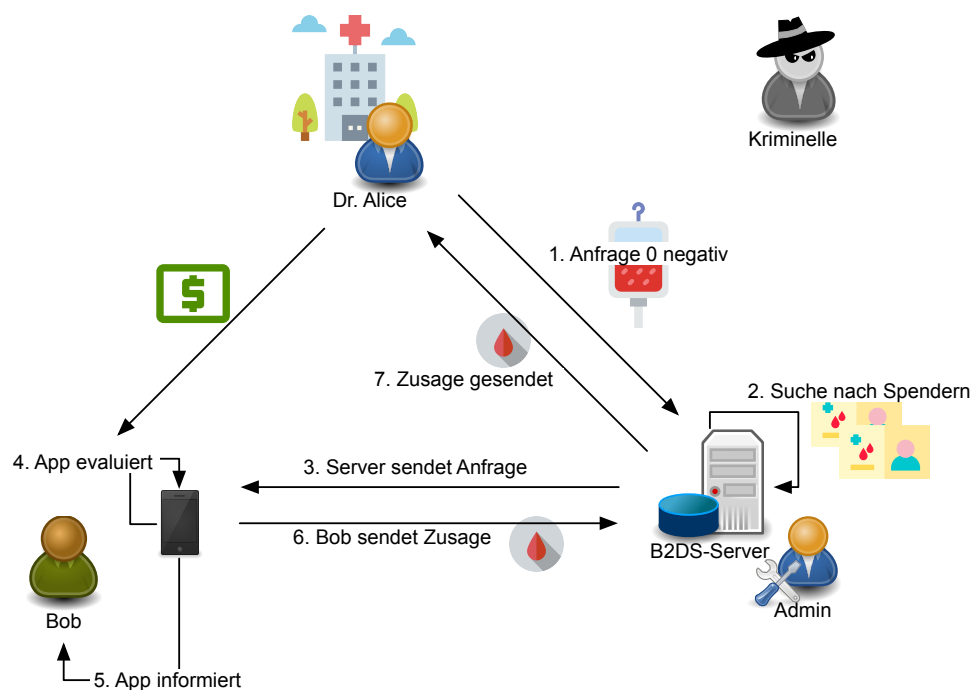 Kriminelle
Dr. Alice
1. Anfrage 0 negativ
7. Zusage gesendet
2. Suche nach Spendern
4. App evaluiert
3. Server sendet Anfrage
6. Bob sendet Zusage
B2DS-Server
Admin
Bob
5. App informiert